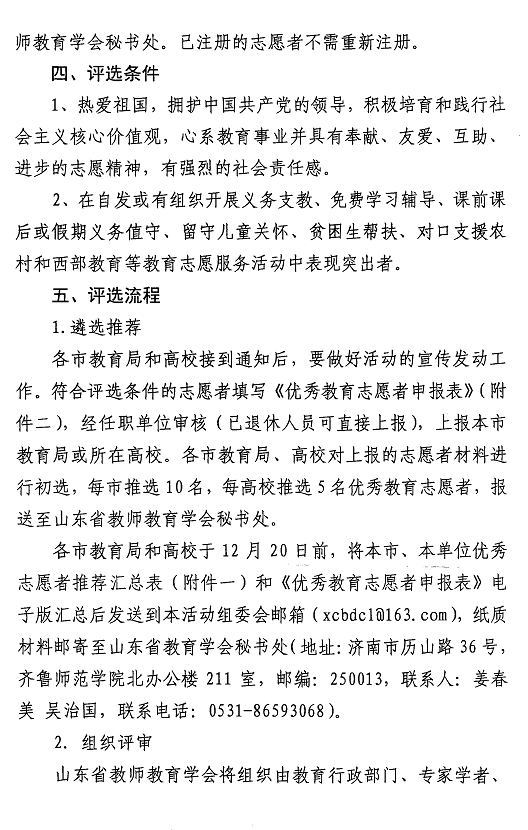 师教育学会秘书处。已注册的志愿者不需重新注册。
四、评选条件
1、热爱祖国，拥护中国共产党的领导，积极培育和践行社
会主义核心价值观，心系教育事业并具有奉献、友爱、互助、
进步的志愿精神，有强烈的社会责任感。
2、在自发或有组织开展义务支教、免费学习辅导、课前课
后或假期义务值守、留守儿童关怀、贫困生帮扶、对口支援农
村和西部教育等教育志愿服务活动中表现突出者。
五、评选流程
1.遴选推荐
各市教育局和高校接到通知后，要做好活动的宣传发动工
作。符合评选条件的志愿者填写《优秀教育志愿者申报表》（附
件二），经任职单位审核（已退休人员可直接上报），上报本市
教育局或所在高校。各市教育局、高校对上报的志愿者材料进
行初选，每市推选10名，每高校推选5名优秀教育志愿者，报
送至山东省教师教育学会秘书处。
各市教育局和高校于12月20日前，将本市、本单位优秀
志愿者推荐汇总表（附件一）和《优秀教育志愿者申报表》电
子版汇总后发送到本活动组委会邮箱（xcbdc1@163.com），纸质
材料邮寄至山东省教育学会秘书处（地址：济南市历山路36号，
齐鲁师范学院北办公楼211室，邮编：250013，联系人：姜春
美 吴治国，联系电话：0531-86593068）。
2. 组织评审
山东省教师教育学会将组织由教育行政部门、专家学者、